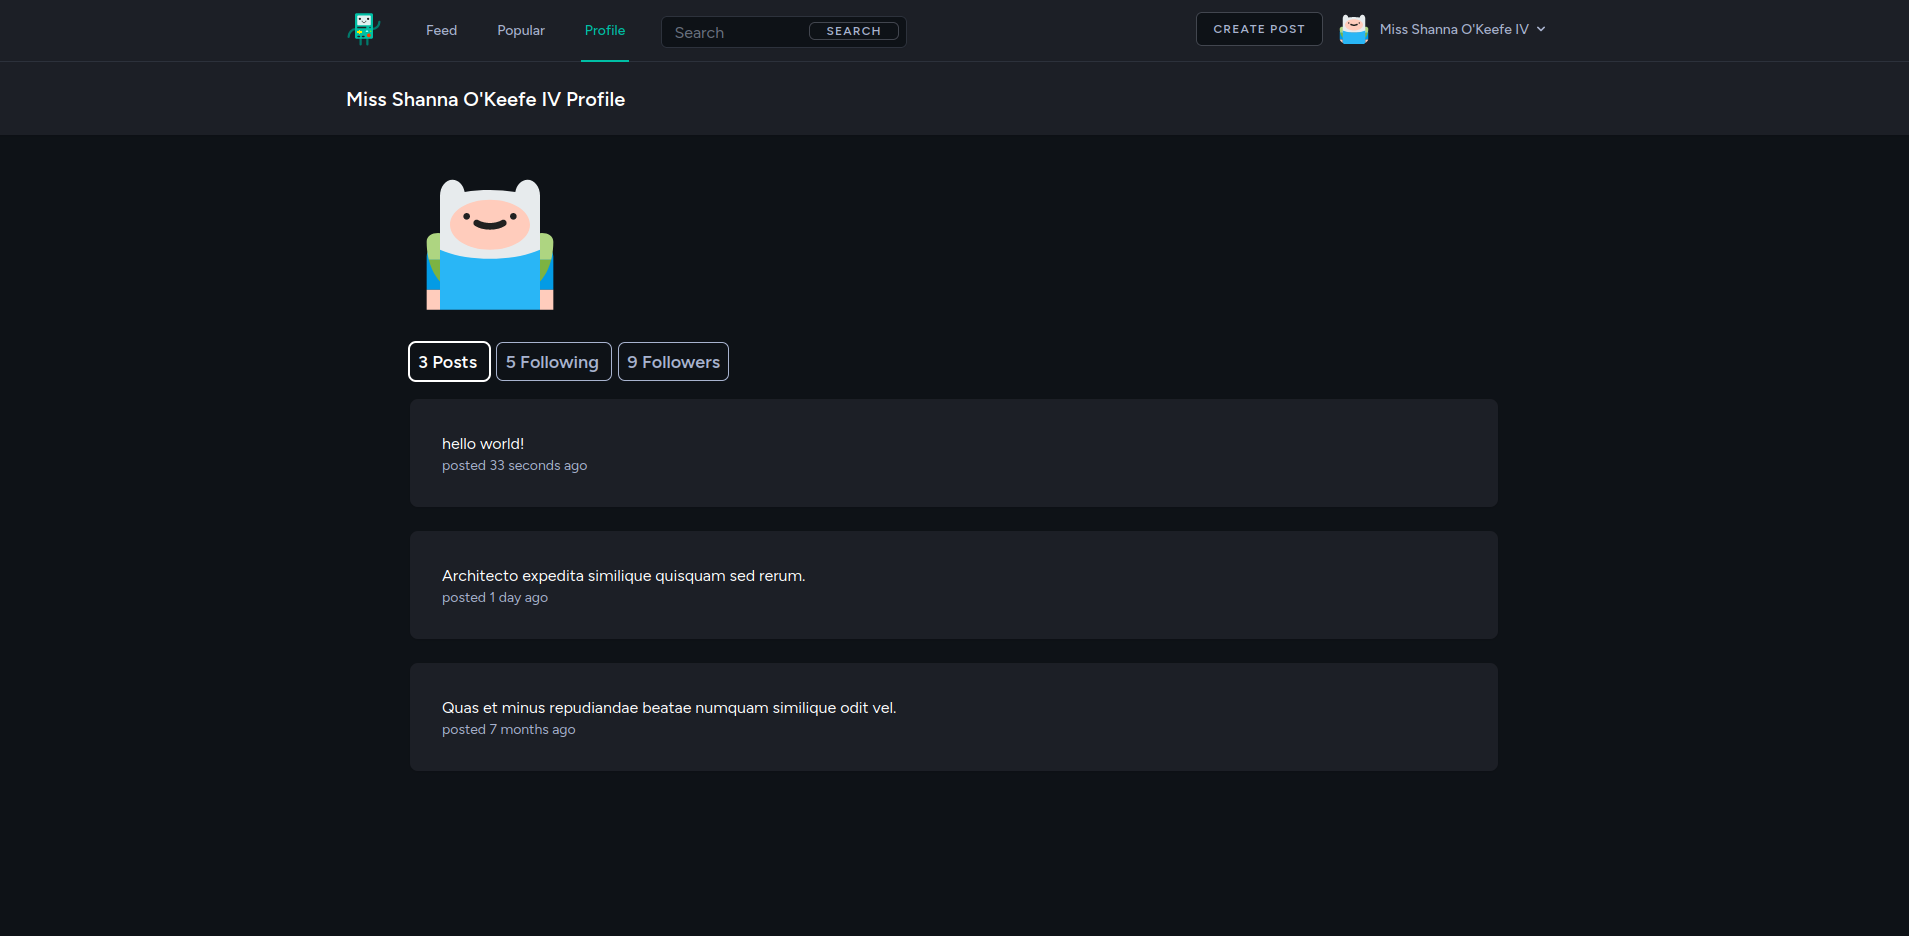 Feed Popular Profile Search SEARCH CREATE POST Miss Shanna O'Keefe IV
Miss Shanna O'Keefe IV Profile
3 Posts 5 Following 9 Followers
hello world!
posted 33 seconds ago
Architecto expedita similique quisquam sed rerum.
posted 1 day ago
Quas et minus repudiandae beatae numquam similique odit vel.
posted 7 months ago